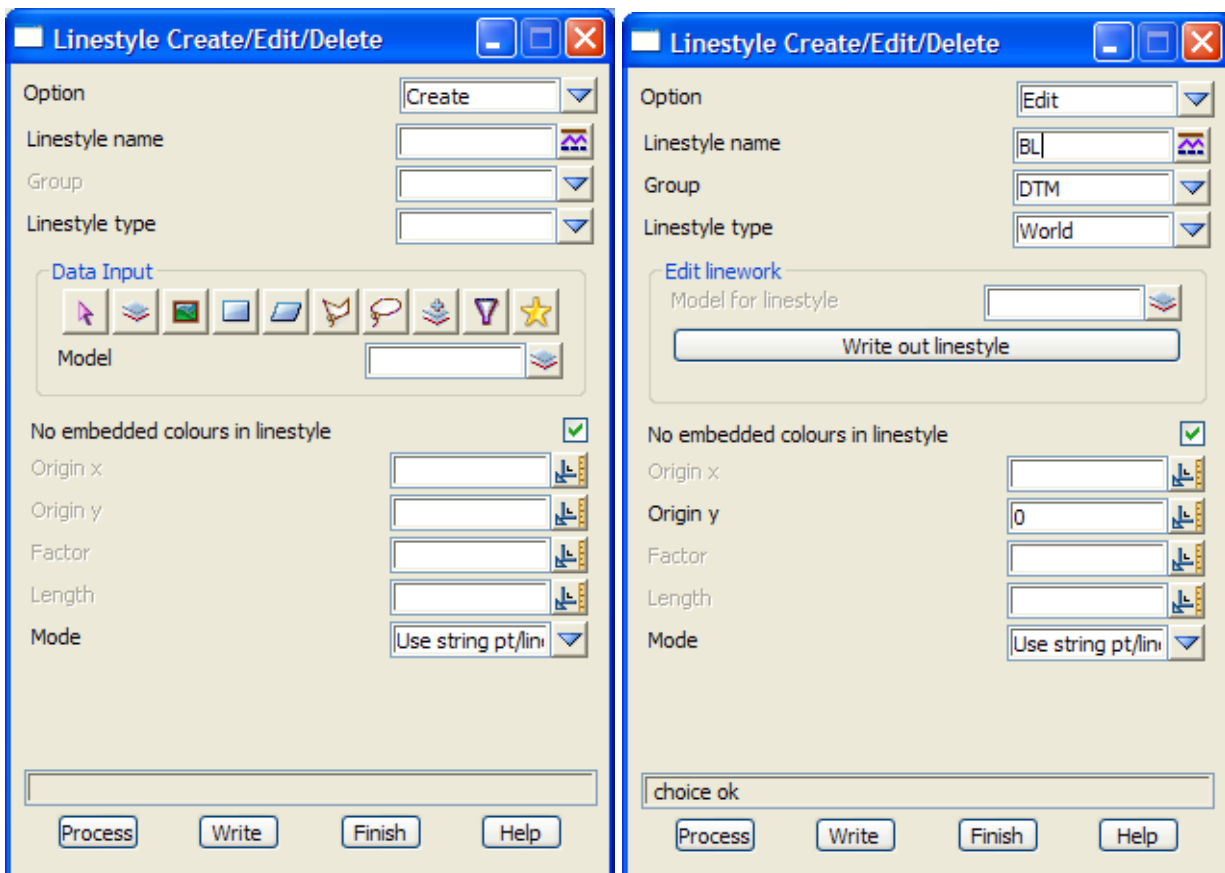 Linestyle Create/Edit/Delete
Option Create
Linestyle name
Group
Linestyle type
Data Input
Model
No embedded colours in linestyle
Origin x
Origin y
Factor
Length
Mode Use string pt/line
Process Write Finish Help
Linestyle Create/Edit/Delete
Option Edit
Linestyle name BL
Group DTM
Linestyle type World
Edit linework
Model for linestyle
Write out linestyle
No embedded colours in linestyle
Origin x
Origin y 0
Factor
Length
Mode Use string pt/line
choice ok
Process Write Finish Help